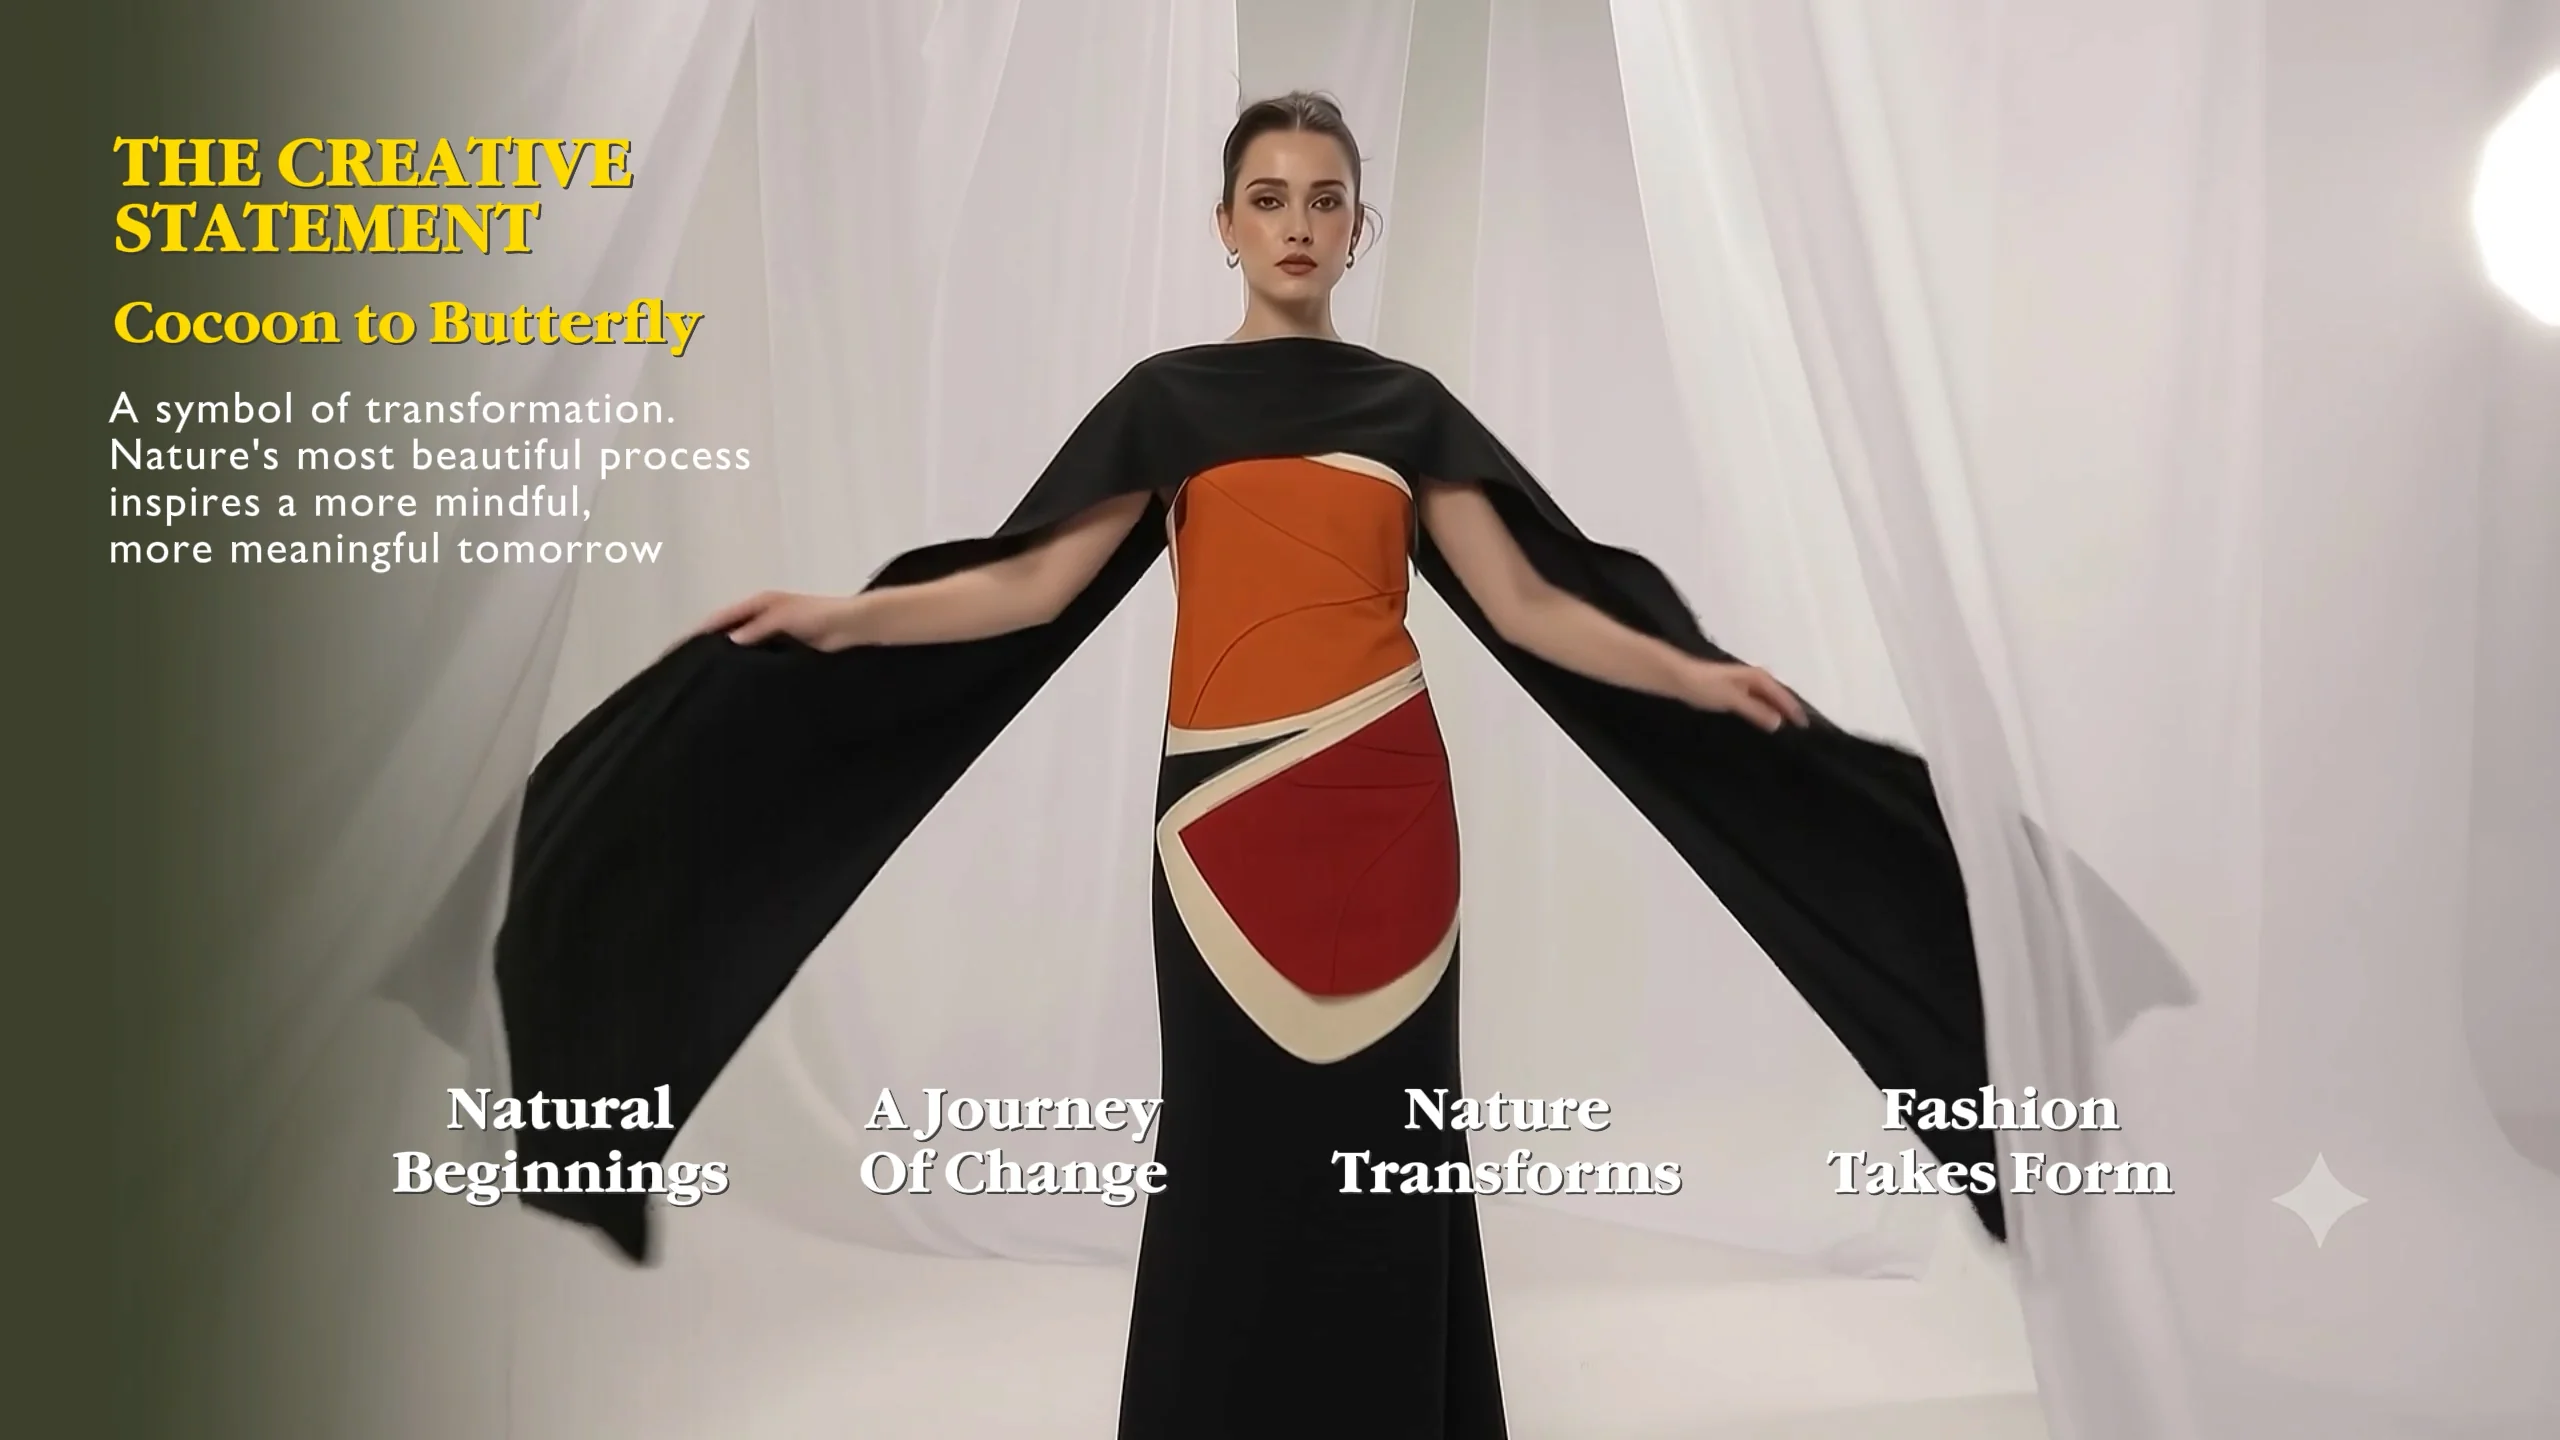 THE CREATIVE
STATEMENT
Cocoon to Butterfly
A symbol of transformation.
Nature's most beautiful process
inspires a more mindful,
more meaningful tomorrow
Natural
Beginnings
A Journey
Of Change
Nature
Transforms
Fashion
Takes Form